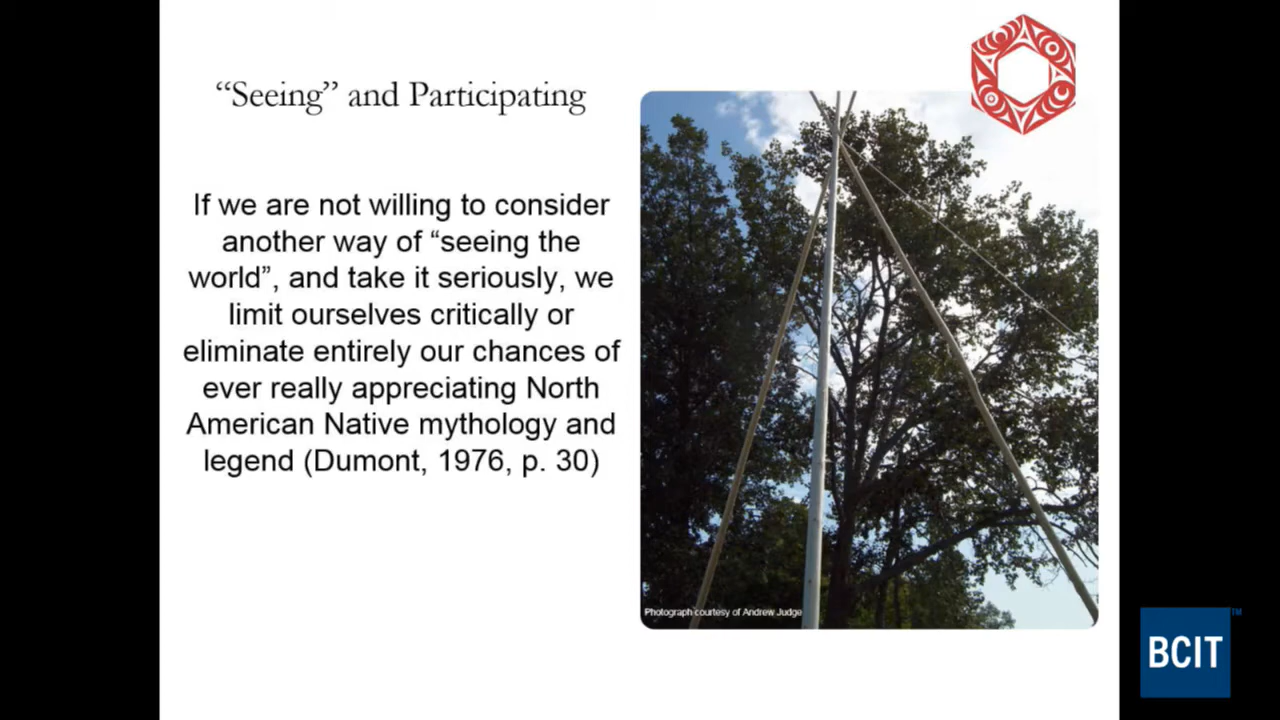 “Seeing” and Participating
If we are not willing to consider
another way of “seeing the
world”, and take it seriously, we
limit ourselves critically or
eliminate entirely our chances of
ever really appreciating North
American Native mythology and
legend (Dumont, 1976, p. 30)
Photograph courtesy of Andrew Judge
BCIT™